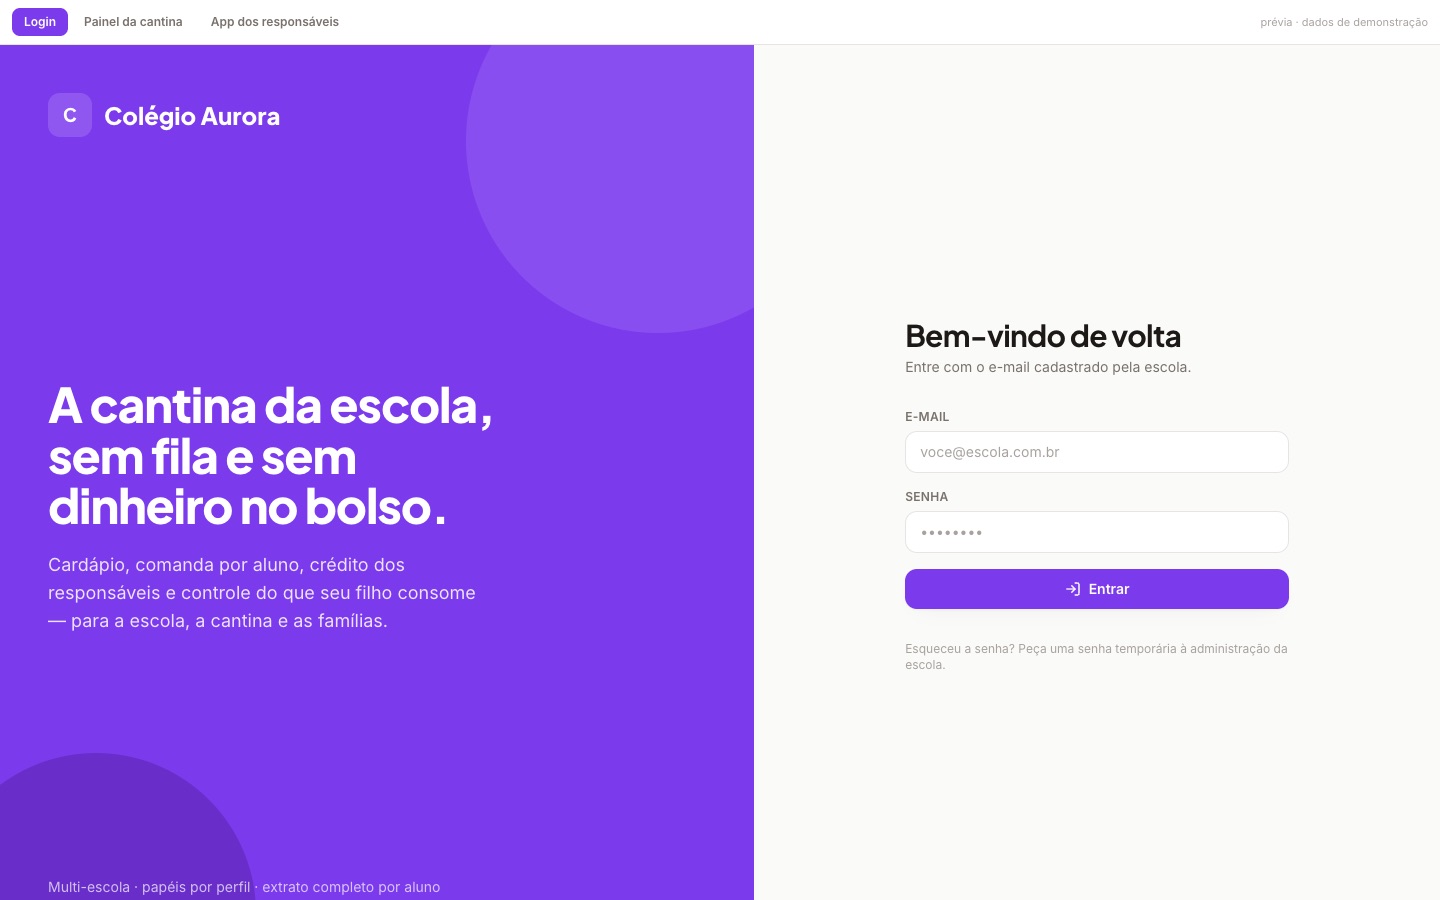 Login
Painel da cantina
App dos responsáveis
prévia · dados de demonstração
C
Colégio Aurora
A cantina da escola,
sem fila e sem
dinheiro no bolso.
Cardápio, comanda por aluno, crédito dos
responsáveis e controle do que seu filho consome
— para a escola, a cantina e as famílias.
Multi-escola · papéis por perfil · extrato completo por aluno
Bem-vindo de volta
Entre com o e-mail cadastrado pela escola.
E-MAIL
voce@escola.com.br
SENHA
••••••••
Entrar
Esqueceu a senha? Peça uma senha temporária à administração da
escola.